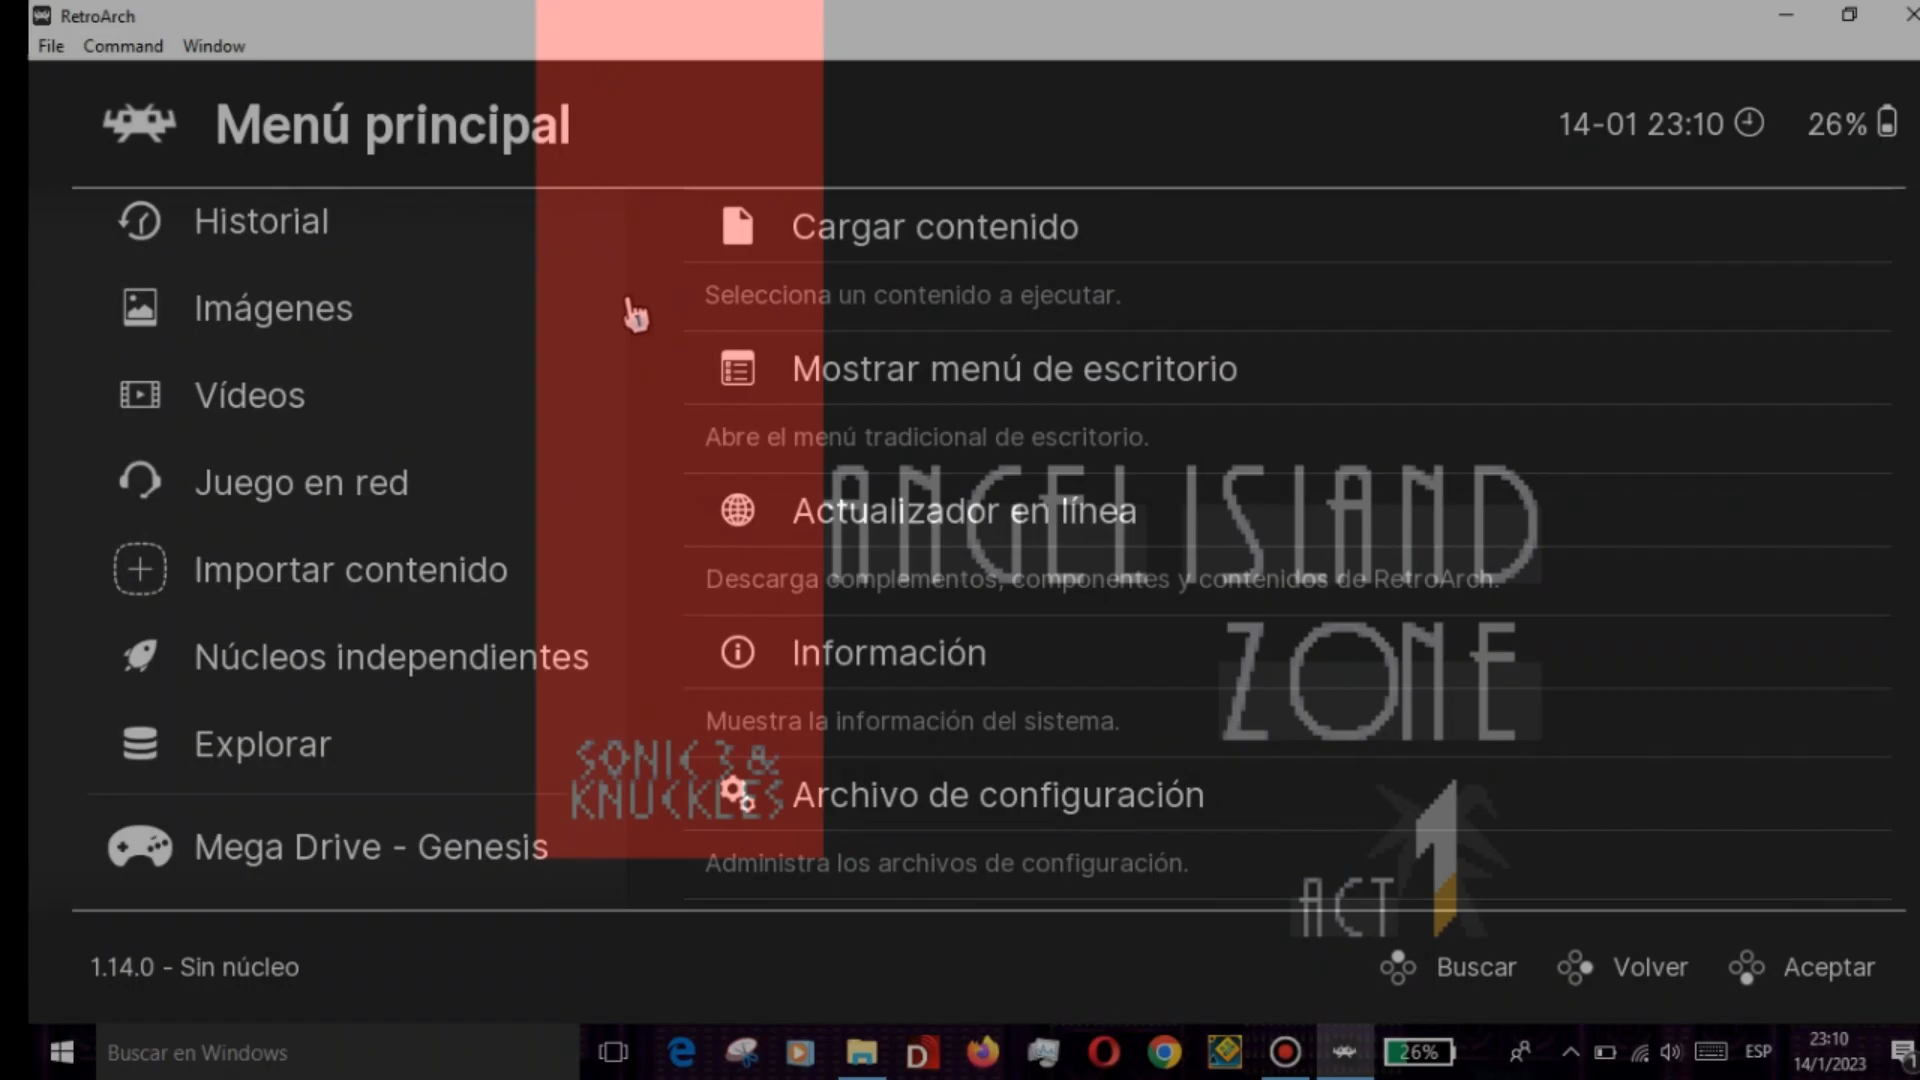 RetroArch
File Command Window
Menú principal
14-01 23:10
26%
Historial
Imágenes
Vídeos
Juego en red
Importar contenido
Núcleos independientes
Explorar
Mega Drive - Genesis
Cargar contenido
Selecciona un contenido a ejecutar.
Mostrar menú de escritorio
Abre el menú tradicional de escritorio.
Actualizador en línea
Descarga complementos, componentes y contenidos de RetroArch.
Información
Muestra la información del sistema.
Archivo de configuración
Administra los archivos de configuración.
ANGEL ISLAND
ZONE
ACT 1
SONIC 3 &
KNUCKLES
1.14.0 - Sin núcleo
Buscar Volver Aceptar
Buscar en Windows
26%
ESP
23:10
14/1/2023
1